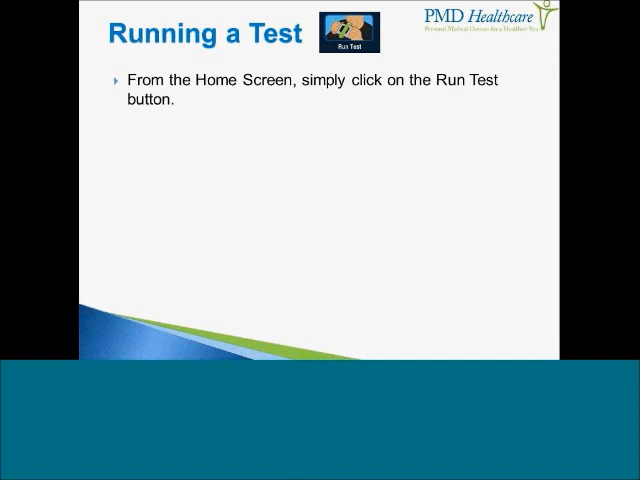 Running a Test
Run Test
PMD Healthcare
Personal Medical Devices for a Healthier You
From the Home Screen, simply click on the Run Test
button.